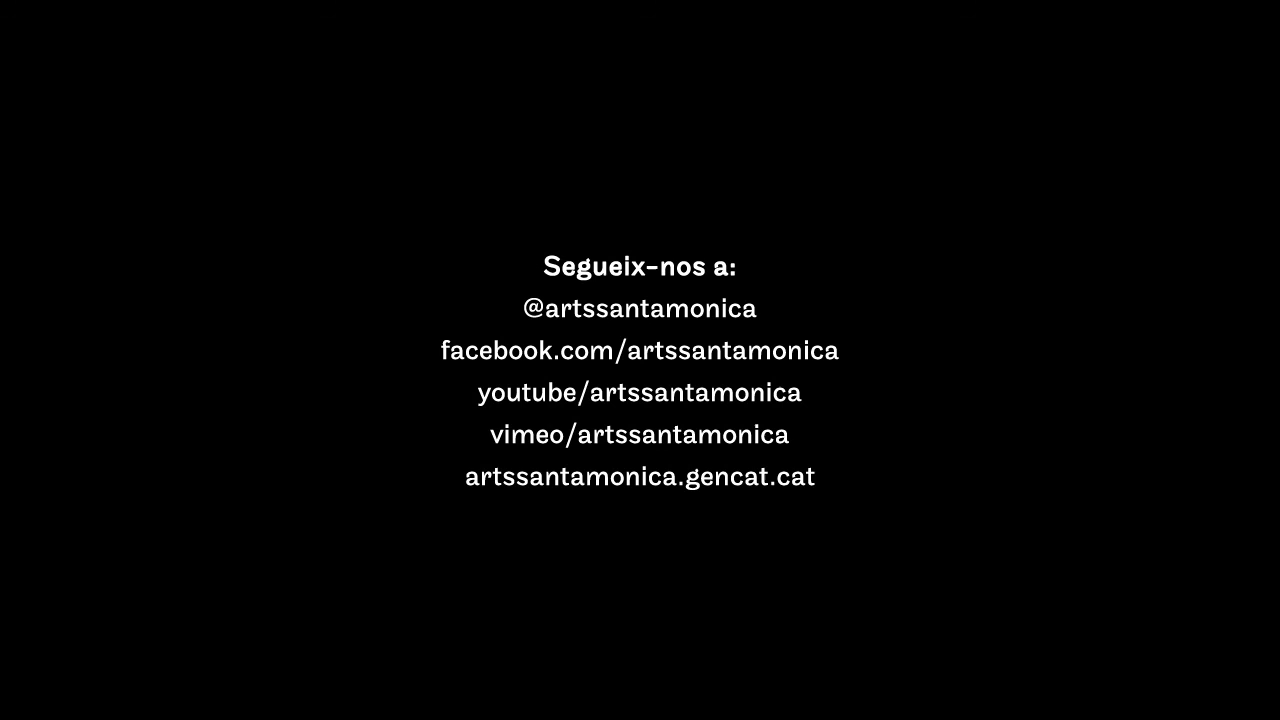 Segueix-nos a:
@artssantamonica
facebook.com/artssantamonica
youtube/artssantamonica
vimeo/artssantamonica
artssantamonica.gencat.cat